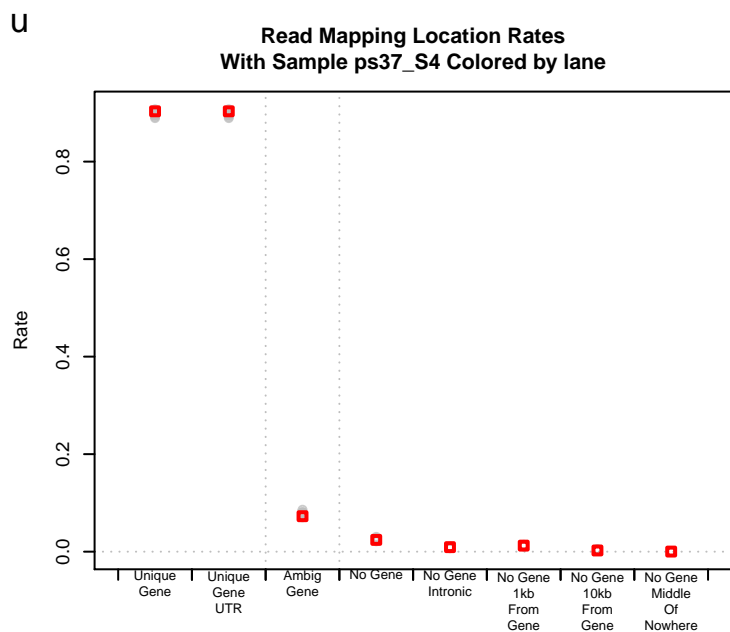 u
Read Mapping Location Rates
With Sample ps37_S4 Colored by lane
Rate
0.8
0.6
0.4
0.2
0.0
Unique
Gene
Unique
Gene
UTR
Ambig
Gene
No Gene
No Gene
Intronic
No Gene
1kb
From
Gene
No Gene
10kb
From
Gene
No Gene
Middle
Of
Nowhere